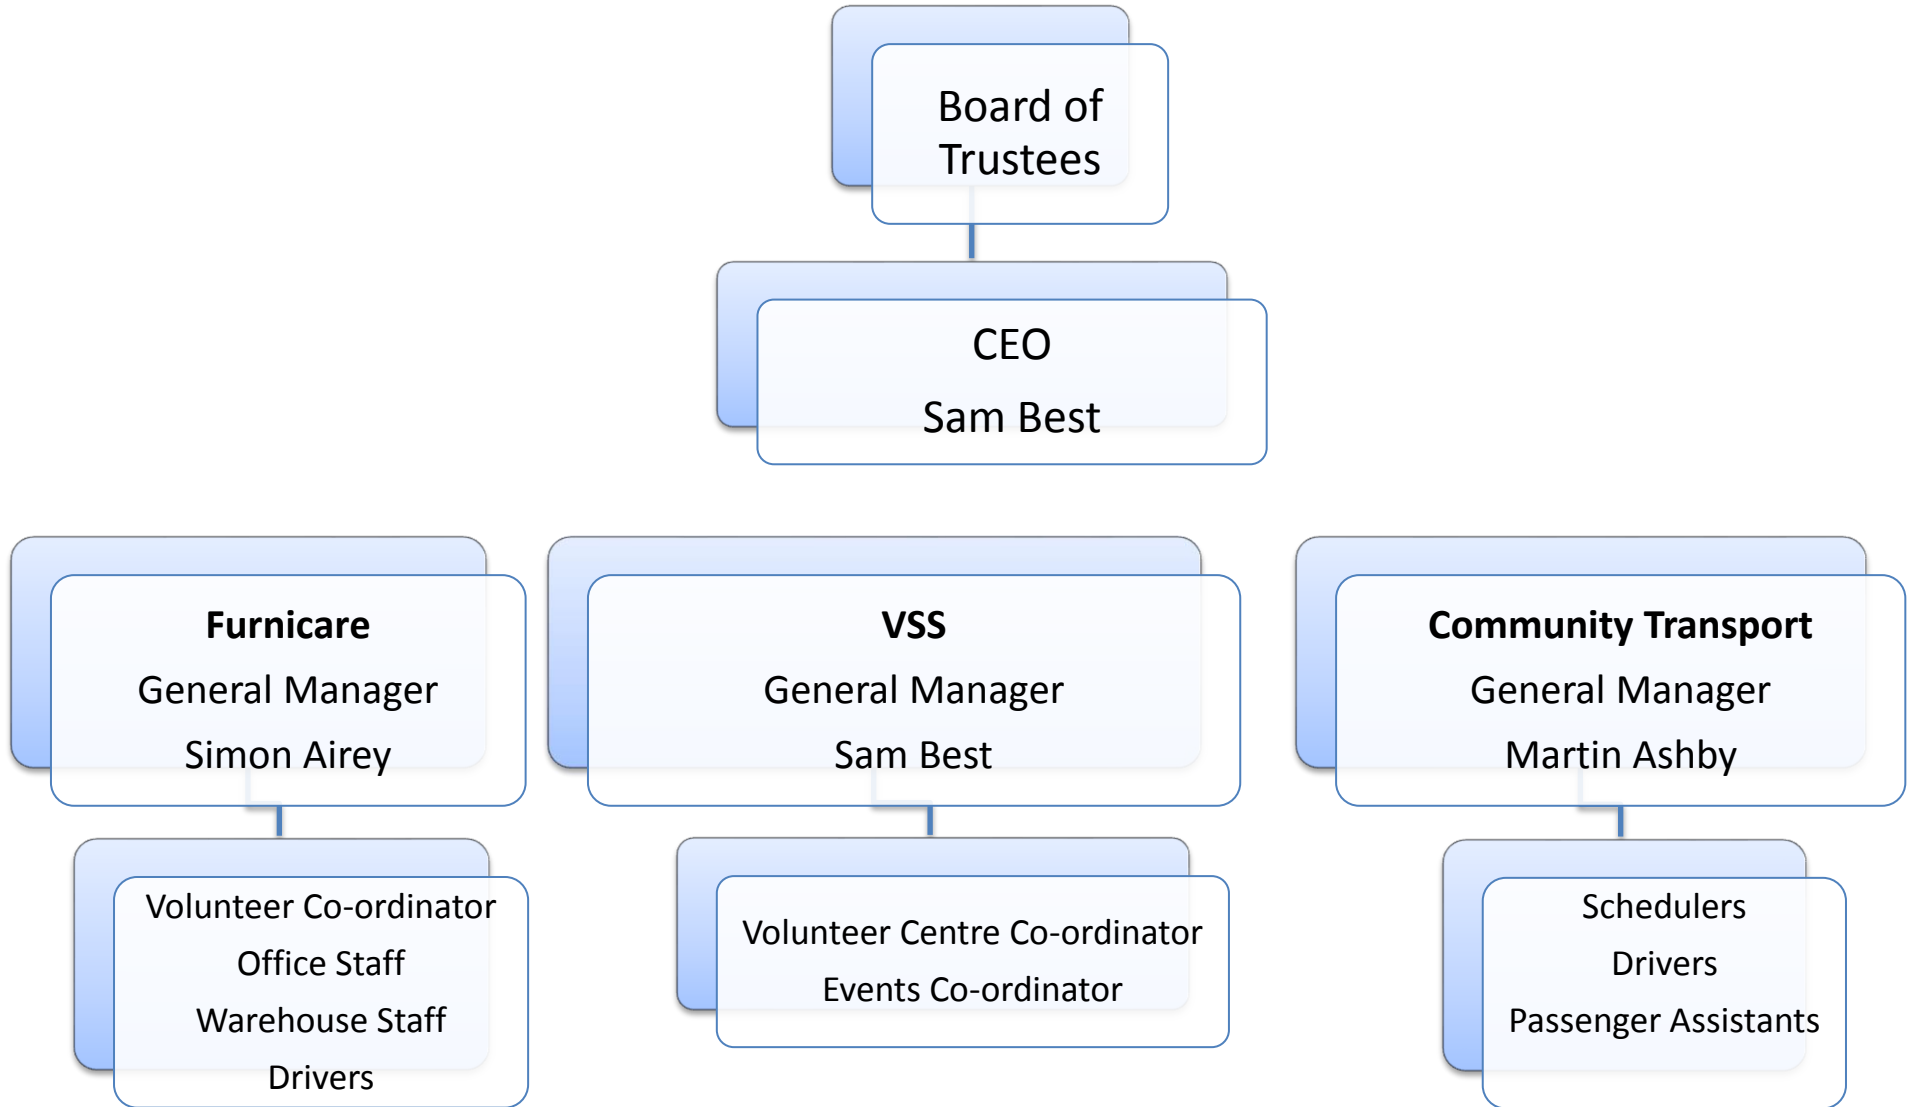 Board of
Trustees
CEO
Sam Best
Furnicare
General Manager
Simon Airey
VSS
General Manager
Sam Best
Community Transport
General Manager
Martin Ashby
Volunteer Co-ordinator
Office Staff
Warehouse Staff
Drivers
Volunteer Centre Co-ordinator
Events Co-ordinator
Schedulers
Drivers
Passenger Assistants